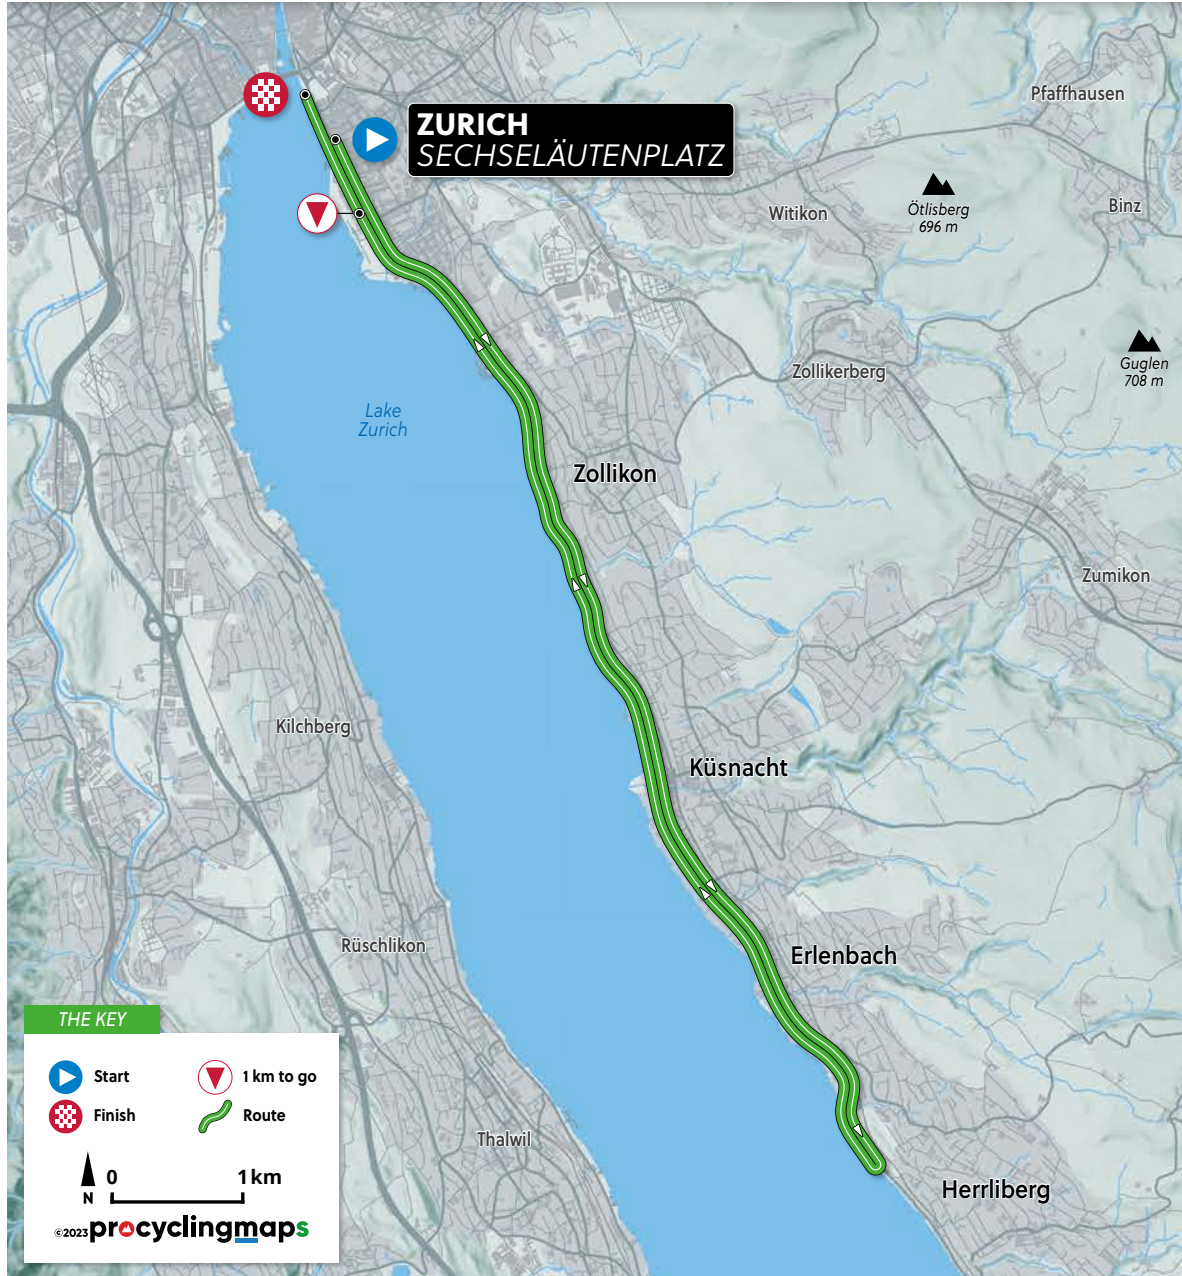 Pfaffhausen
ZURICH
SECHSELÄUTENPLATZ
Witikon
Ötlisberg
696 m
Binz
Guglen
708 m
Zollikerberg
Lake
Zurich
Zollikon
Zumikon
Kilchberg
Küsnacht
Rüschlikon
Erlenbach
Thalwil
Herrliberg
THE KEY
Start
1 km to go
Finish
Route
0
1 km
N
©2023 procyclingmaps